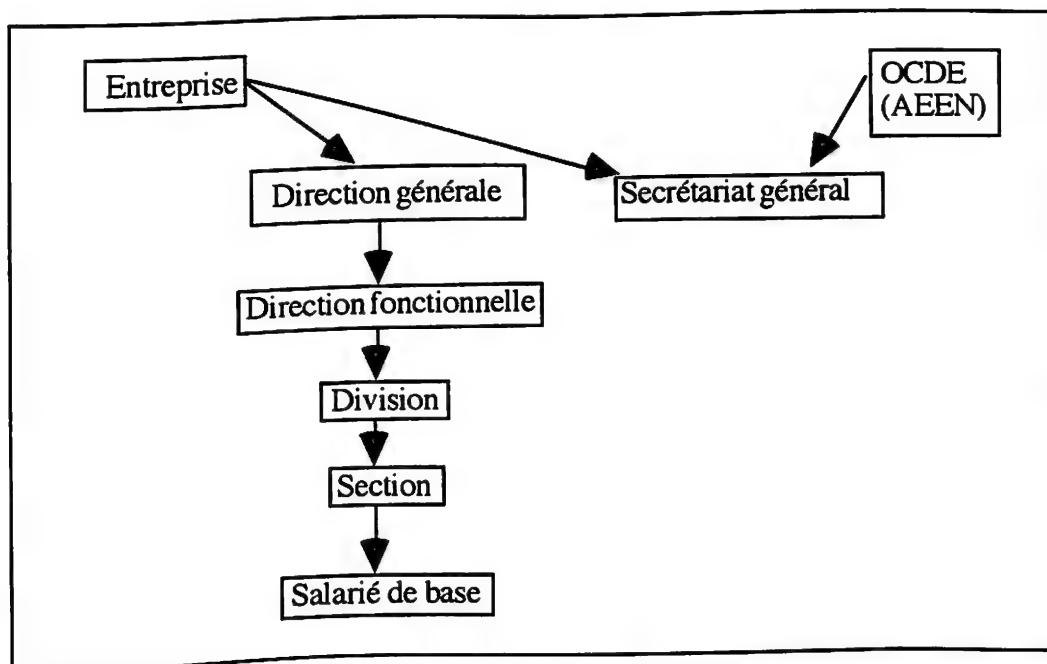 Entreprise
OCDE
(AEEN)
Direction générale
Secrétariat général
Direction fonctionnelle
Division
Section
Salarié de base